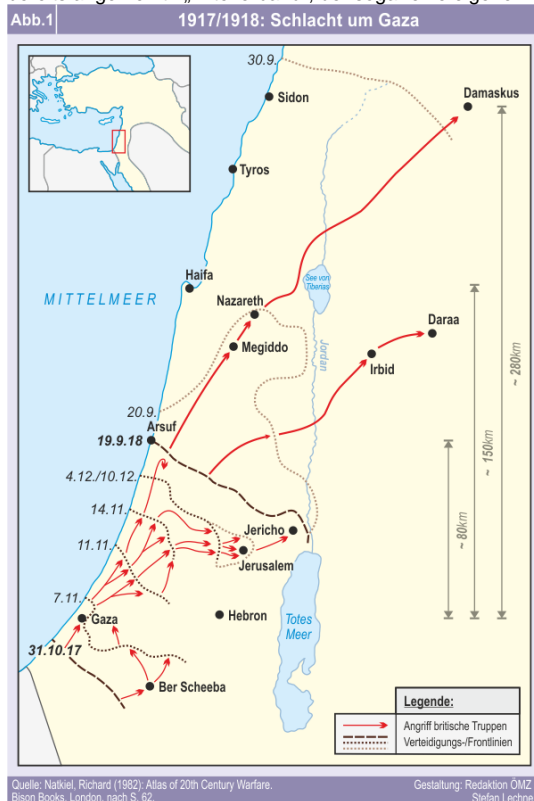 Abb.1
1917/1918: Schlacht um Gaza
30.9.
Sidon
Damaskus
Tyros
Haifa
See von
Tiberias
MITTELMEER
Nazareth
Daraa
Megiddo
Jordan
Irbid
~ 280km
20.9.
Arsuf
19.9.18
~ 150km
4.12./10.12.
14.11.
Jericho
~ 80km
11.11.
Jerusalem
7.11.
Gaza
Hebron
Totes
Meer
31.10.17
Ber Scheeba
Legende:
Angriff britische Truppen
Verteidigungs-/Frontlinien
Quelle: Natkiel, Richard (1982): Atlas of 20th Century Warfare.
Bison Books, London, nach S. 62.
Gestaltung: Redaktion ÖMZ
Stefan Lechne